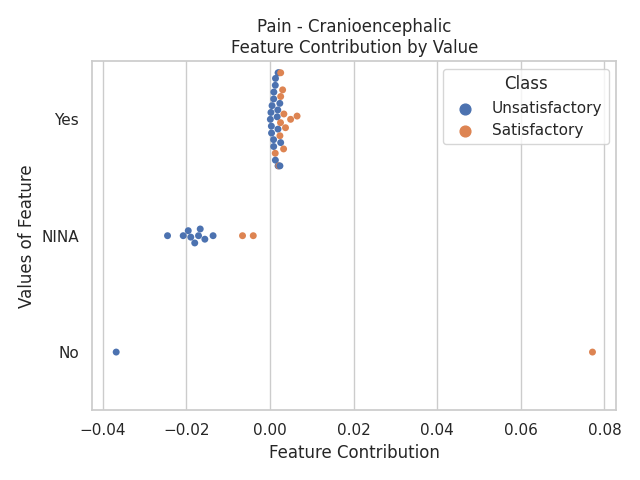 Pain - Cranioencephalic
Feature Contribution by Value
Class
Unsatisfactory
Satisfactory
Yes
NINA
No
Values of Feature
−0.04 −0.02 0.00 0.02 0.04 0.06 0.08
Feature Contribution